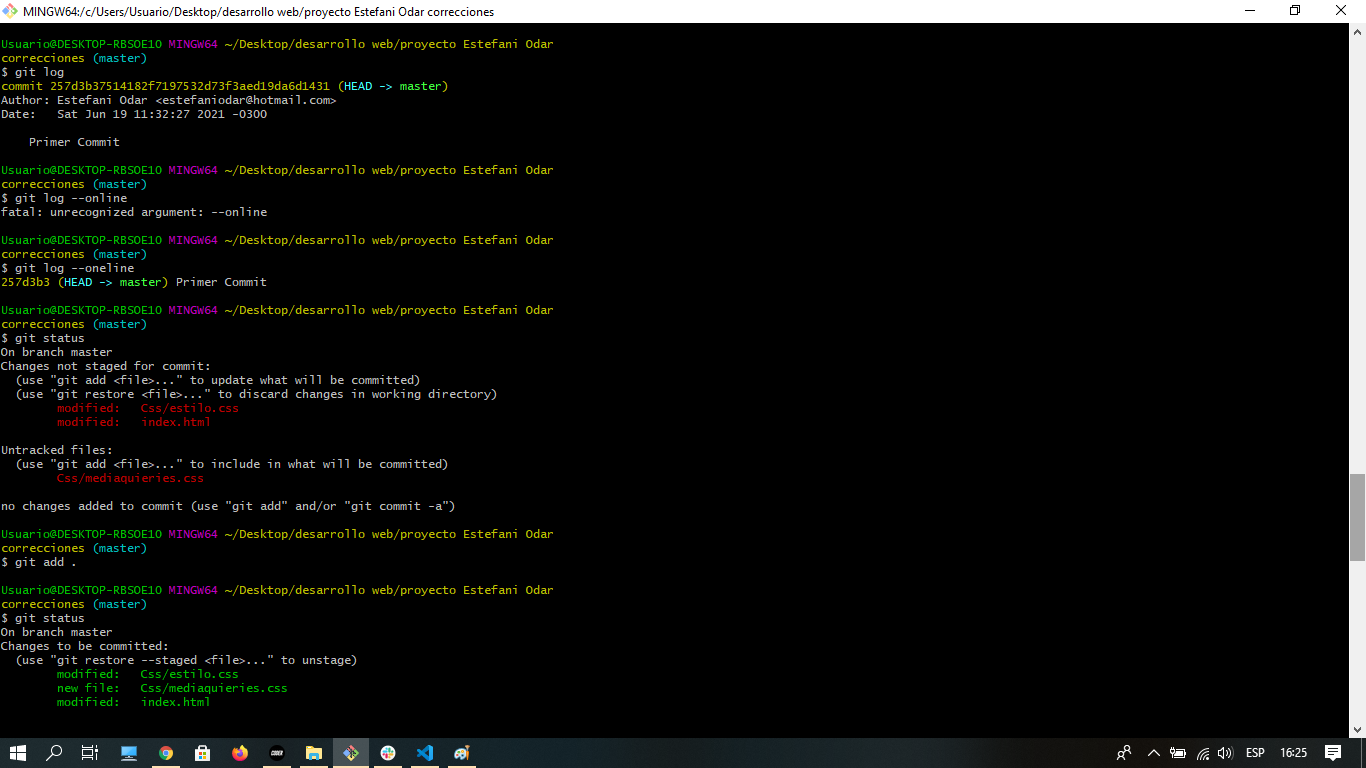 MINGW64:/c/Users/Usuario/Desktop/desarrollo web/proyecto Estefani Odar correcciones
Usuario@DESKTOP-RBSOE1O MINGW64 ~/Desktop/desarrollo web/proyecto Estefani Odar
correcciones (master)
$ git log
commit 257d3b37514182f7197532d73f3aed19da6d1431 (HEAD -> master)
Author: Estefani Odar <estefaniodar@hotmail.com>
Date:   Sat Jun 19 11:32:27 2021 -0300
    Primer Commit
Usuario@DESKTOP-RBSOE1O MINGW64 ~/Desktop/desarrollo web/proyecto Estefani Odar
correcciones (master)
$ git log --online
fatal: unrecognized argument: --online
Usuario@DESKTOP-RBSOE1O MINGW64 ~/Desktop/desarrollo web/proyecto Estefani Odar
correcciones (master)
$ git log --oneline
257d3b3 (HEAD -> master) Primer Commit
Usuario@DESKTOP-RBSOE1O MINGW64 ~/Desktop/desarrollo web/proyecto Estefani Odar
correcciones (master)
$ git status
On branch master
Changes not staged for commit:
  (use "git add <file>..." to update what will be committed)
  (use "git restore <file>..." to discard changes in working directory)
        modified:   Css/estilo.css
        modified:   index.html
Untracked files:
  (use "git add <file>..." to include in what will be committed)
        Css/mediaquieries.css
no changes added to commit (use "git add" and/or "git commit -a")
Usuario@DESKTOP-RBSOE1O MINGW64 ~/Desktop/desarrollo web/proyecto Estefani Odar
correcciones (master)
$ git add .
Usuario@DESKTOP-RBSOE1O MINGW64 ~/Desktop/desarrollo web/proyecto Estefani Odar
correcciones (master)
$ git status
On branch master
Changes to be committed:
  (use "git restore --staged <file>..." to unstage)
        modified:   Css/estilo.css
        new file:   Css/mediaquieries.css
        modified:   index.html
CODER
ESP
16:25